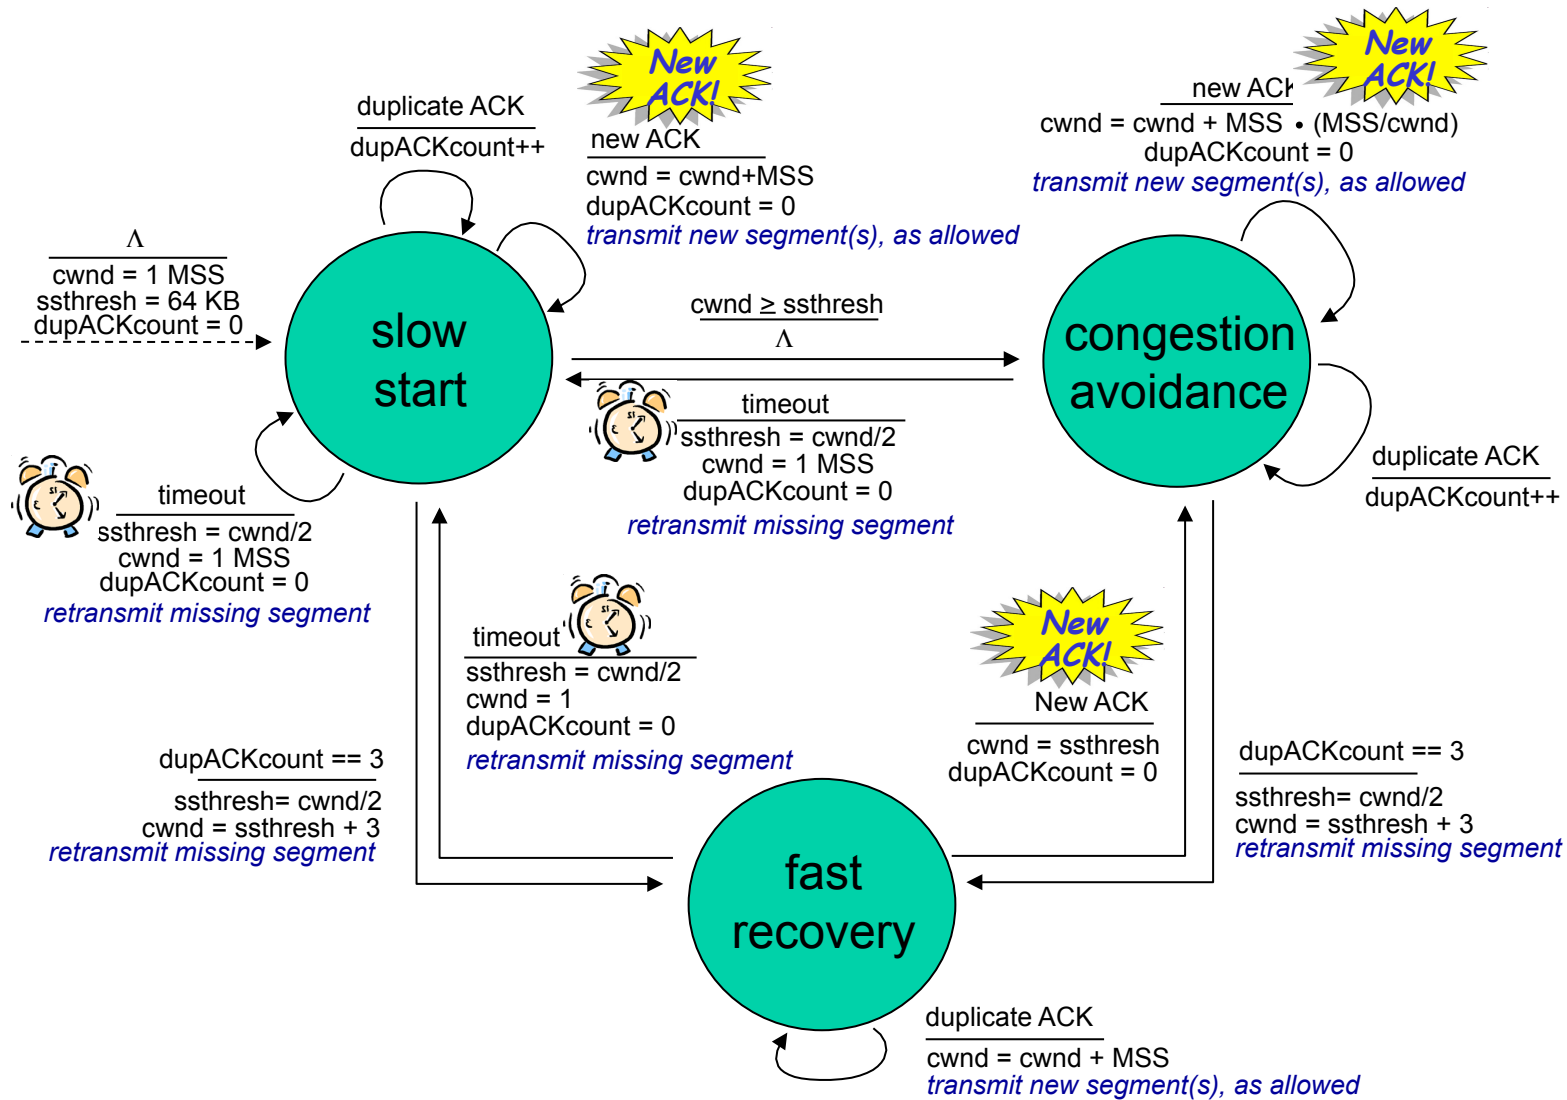 New
ACK!
duplicate ACK
dupACKcount++
new ACK
cwnd = cwnd+MSS
dupACKcount = 0
transmit new segment(s), as allowed
New
ACK!
new ACK
cwnd = cwnd + MSS • (MSS/cwnd)
dupACKcount = 0
transmit new segment(s), as allowed
Λ
cwnd = 1 MSS
ssthresh = 64 KB
dupACKcount = 0
slow
start
cwnd ≥ ssthresh
Λ
congestion
avoidance
timeout
ssthresh = cwnd/2
cwnd = 1 MSS
dupACKcount = 0
retransmit missing segment
duplicate ACK
dupACKcount++
timeout
ssthresh = cwnd/2
cwnd = 1 MSS
dupACKcount = 0
retransmit missing segment
timeout
ssthresh = cwnd/2
cwnd = 1
dupACKcount = 0
retransmit missing segment
New
ACK!
New ACK
cwnd = ssthresh
dupACKcount = 0
dupACKcount == 3
ssthresh= cwnd/2
cwnd = ssthresh + 3
retransmit missing segment
dupACKcount == 3
ssthresh= cwnd/2
cwnd = ssthresh + 3
retransmit missing segment
fast
recovery
duplicate ACK
cwnd = cwnd + MSS
transmit new segment(s), as allowed